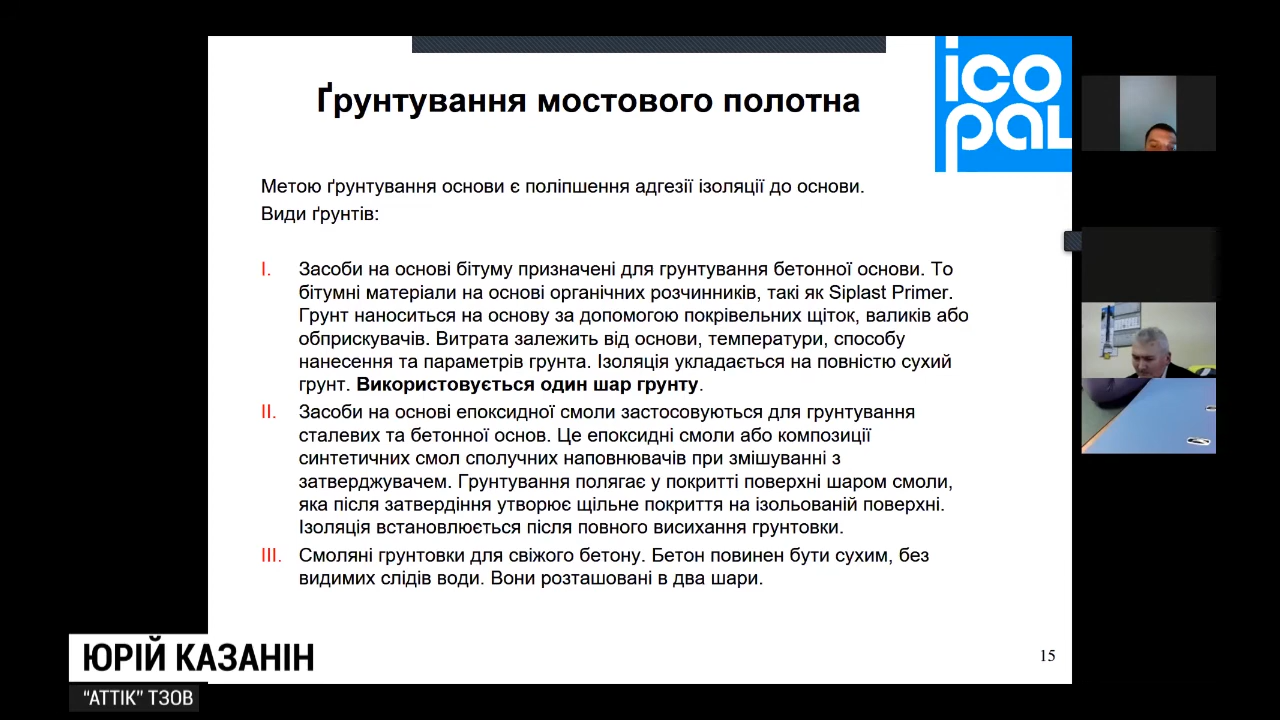 Ґрунтування мостового полотна
ico
pal
Метою ґрунтування основи є поліпшення адгезії ізоляції до основи.
Види ґрунтів:
I. Засоби на основі бітуму призначені для грунтування бетонної основи. То
бітумні матеріали на основі органічних розчинників, такі як Siplast Primer.
Грунт наноситься на основу за допомогою покрівельних щіток, валиків або
обприскувачів. Витрата залежить від основи, температури, способу
нанесення та параметрів грунта. Ізоляція укладається на повністю сухий
грунт. Використовується один шар грунту.
II. Засоби на основі епоксидної смоли застосовуються для грунтування
сталевих та бетонної основ. Це епоксидні смоли або композиції
синтетичних смол сполучних наповнювачів при змішуванні з
затверджувачем. Грунтування полягає у покритті поверхні шаром смоли,
яка після затвердіння утворює щільне покриття на ізольованій поверхні.
Ізоляція встановлюється після повного висихання грунтовки.
III. Смоляні грунтовки для свіжого бетону. Бетон повинен бути сухим, без
видимих слідів води. Вони розташовані в два шари.
15
ЮРІЙ КАЗАНІН
“АТТІК” ТЗОВ